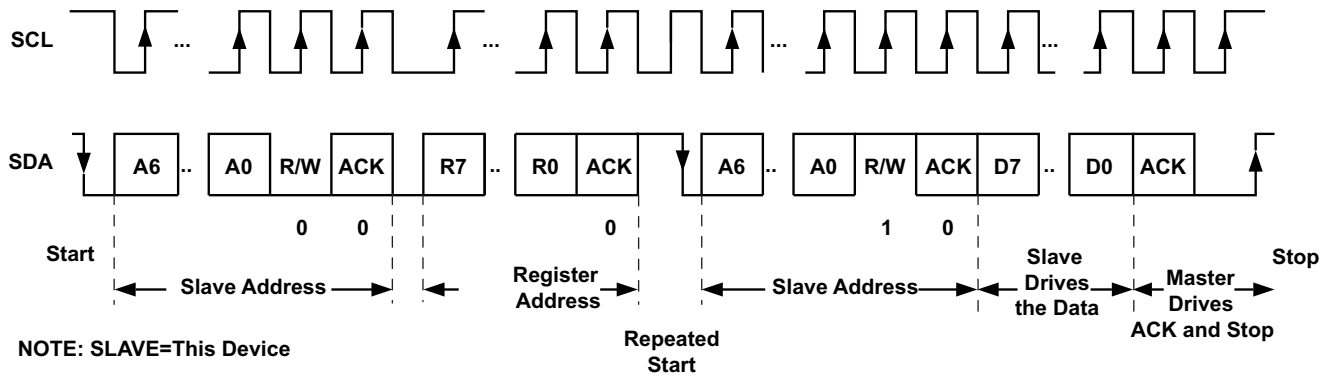 SCL ... ... ... ...
SDA A6 .. A0 R/W ACK R7 .. R0 ACK A6 .. A0 R/W ACK D7 .. D0 ACK
0 0 0 1 0
Start
Stop
Slave Address
Register
Address
Slave Address
Slave
Drives
the Data
Master
Drives
ACK and Stop
Repeated
Start
NOTE: SLAVE=This Device